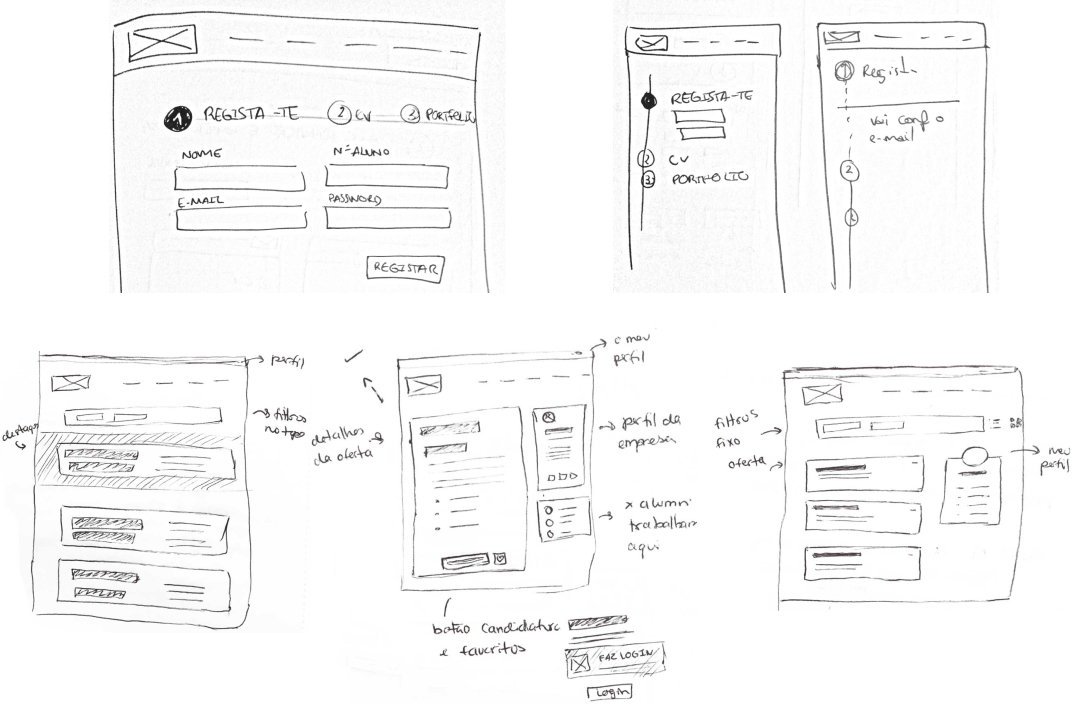 1 REGISTA-TE
2 CV
3 PORTFOLIO
NOME
Nº ALUNO
E-MAIL
PASSWORD
REGISTAR
REGISTA-TE
2 CV
3 PORTFOLIO
1
vai conf o
e-mail
2
3
perfil
filtros
no topo
destaque
o meu
perfil
detalhes
da oferta
perfil da
empresa
x alumni
trabalham
aqui
botão candidatura
e favoritos
FAZ LOGIN
Login
filtros
fixo
oferta
meu
perfil